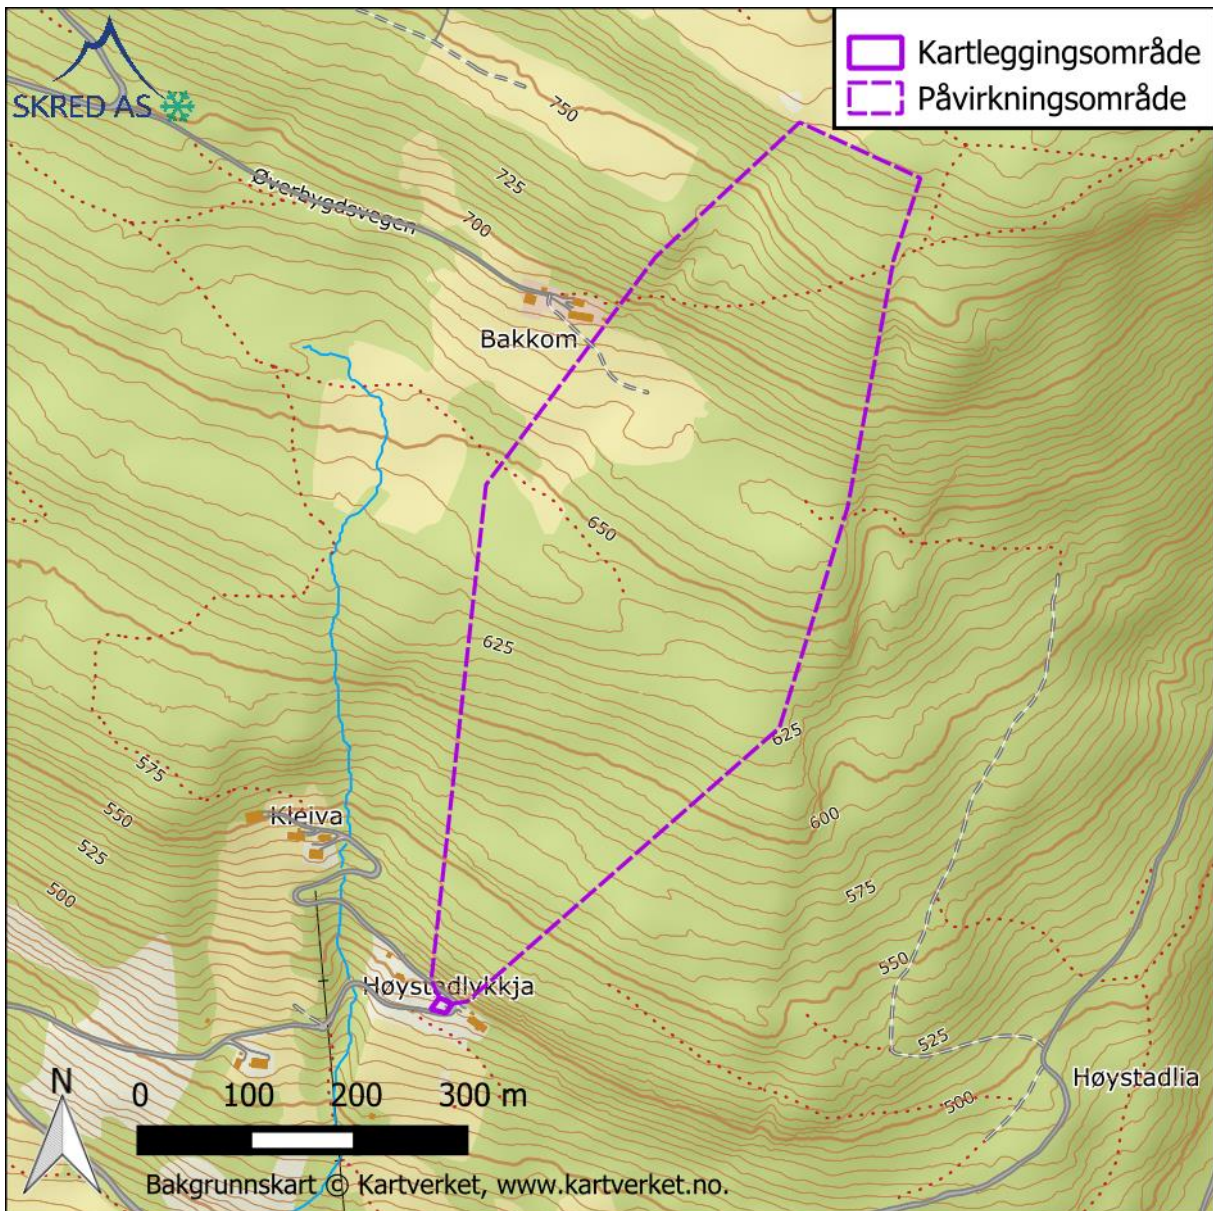 SKRED AS
Kartleggingsområde
Påvirkningsområde
750
725
Øverbygdsvegen
700
Bakkom
650
625
625
575
Kleiva
550
600
525
575
500
550
Høystadlykkja
525
Høystadlia
500
N
0 100 200 300 m
Bakgrunnskart © Kartverket, www.kartverket.no.